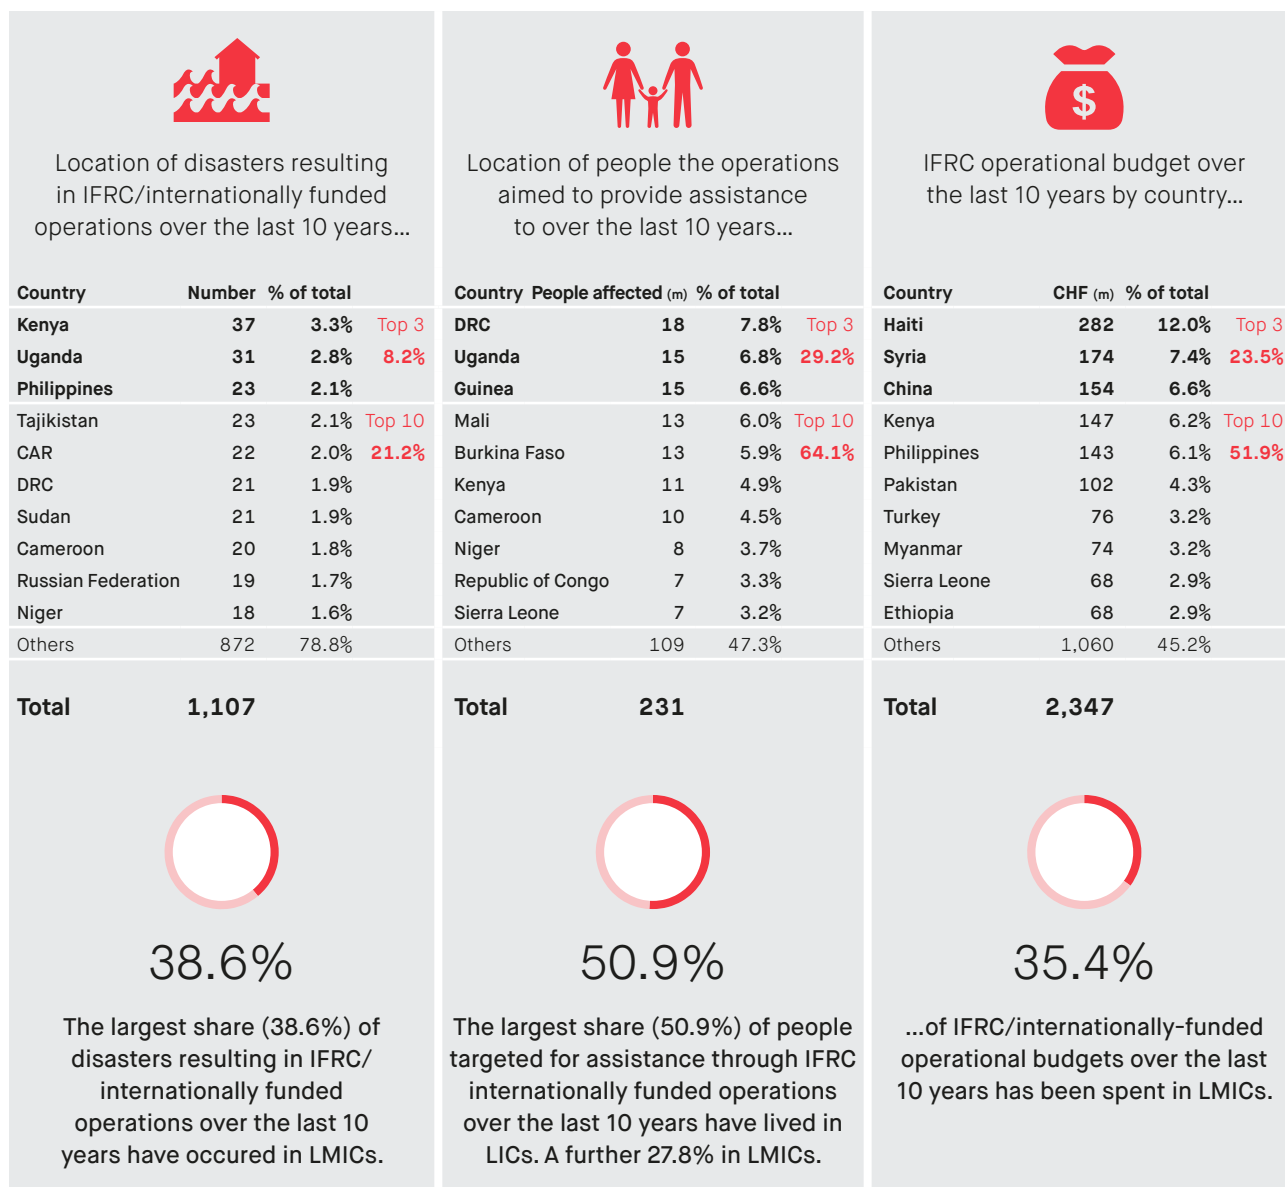 Location of disasters resulting
in IFRC/internationally funded
operations over the last 10 years...
Country Number % of total
Kenya 37 3.3% Top 3
Uganda 31 2.8% 8.2%
Philippines 23 2.1%
Tajikistan 23 2.1% Top 10
CAR 22 2.0% 21.2%
DRC 21 1.9%
Sudan 21 1.9%
Cameroon 20 1.8%
Russian Federation 19 1.7%
Niger 18 1.6%
Others 872 78.8%
Total 1,107
38.6%
The largest share (38.6%) of
disasters resulting in IFRC/
internationally funded
operations over the last 10
years have occured in LMICs.
Location of people the operations
aimed to provide assistance
to over the last 10 years...
Country People affected (m) % of total
DRC 18 7.8% Top 3
Uganda 15 6.8% 29.2%
Guinea 15 6.6%
Mali 13 6.0% Top 10
Burkina Faso 13 5.9% 64.1%
Kenya 11 4.9%
Cameroon 10 4.5%
Niger 8 3.7%
Republic of Congo 7 3.3%
Sierra Leone 7 3.2%
Others 109 47.3%
Total 231
50.9%
The largest share (50.9%) of people
targeted for assistance through IFRC
internationally funded operations
over the last 10 years have lived in
LICs. A further 27.8% in LMICs.
$
IFRC operational budget over
the last 10 years by country...
Country CHF (m) % of total
Haiti 282 12.0% Top 3
Syria 174 7.4% 23.5%
China 154 6.6%
Kenya 147 6.2% Top 10
Philippines 143 6.1% 51.9%
Pakistan 102 4.3%
Turkey 76 3.2%
Myanmar 74 3.2%
Sierra Leone 68 2.9%
Ethiopia 68 2.9%
Others 1,060 45.2%
Total 2,347
35.4%
...of IFRC/internationally-funded
operational budgets over the last
10 years has been spent in LMICs.